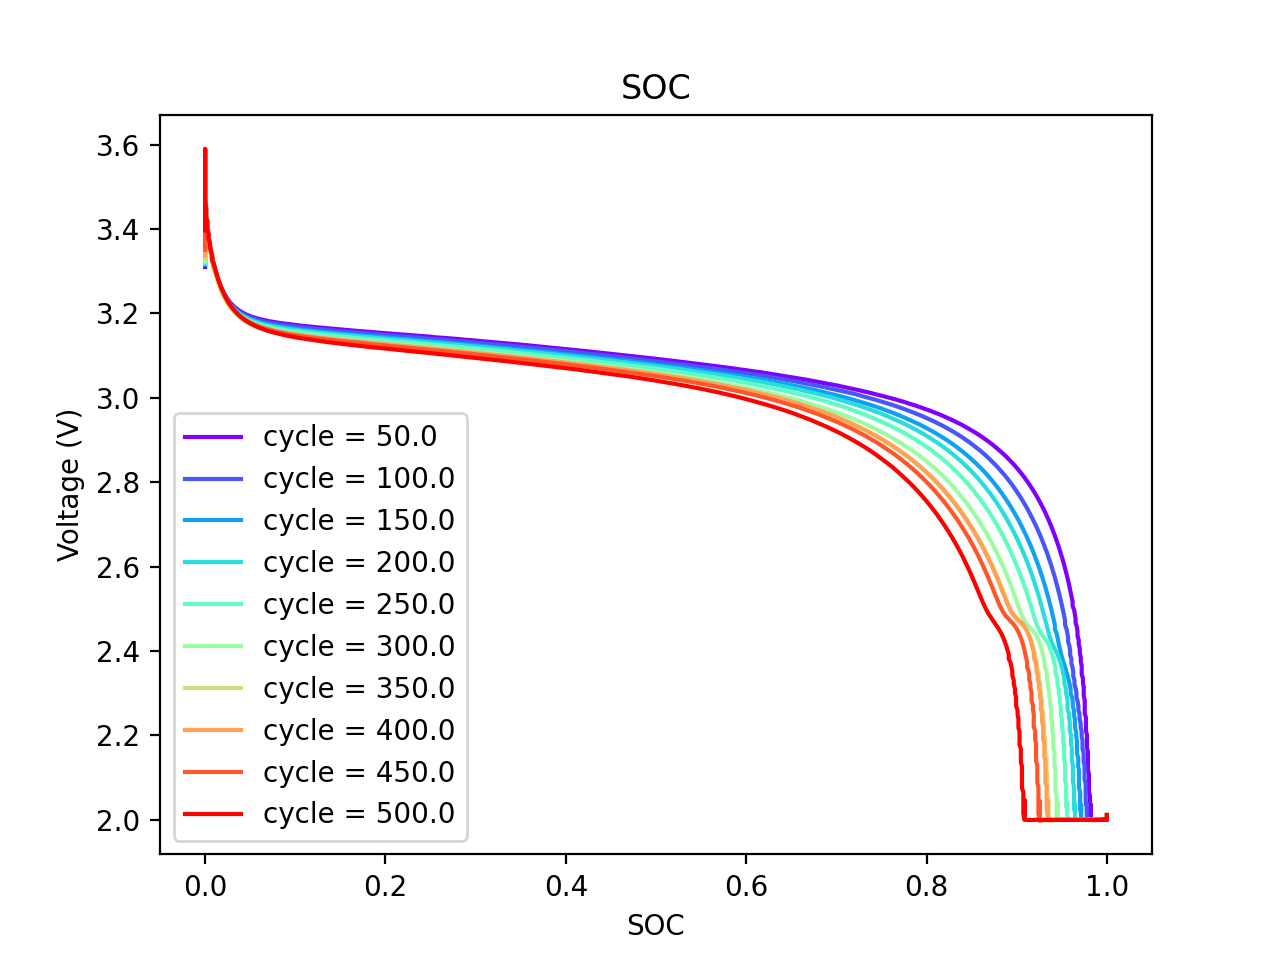 SOC
3.6
3.4
3.2
3.0
2.8
2.6
2.4
2.2
2.0
Voltage (V)
cycle = 50.0
cycle = 100.0
cycle = 150.0
cycle = 200.0
cycle = 250.0
cycle = 300.0
cycle = 350.0
cycle = 400.0
cycle = 450.0
cycle = 500.0
0.0 0.2 0.4 0.6 0.8 1.0
SOC